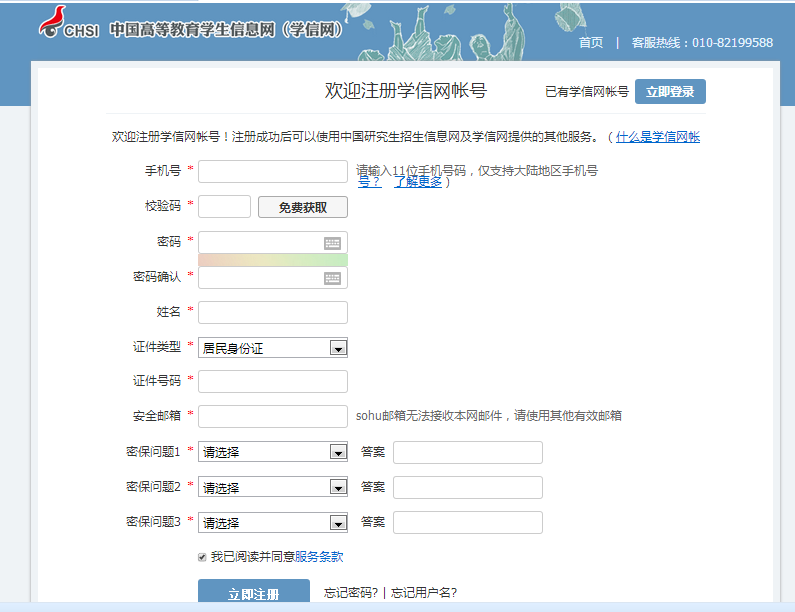 CHSI 中国高等教育学生信息网（学信网）
首页 | 客服热线：010-82199588
欢迎注册学信网帐号
已有学信网帐号 立即登录
欢迎注册学信网帐号！注册成功后可以使用中国研究生招生信息网及学信网提供的其他服务。（什么是学信网帐
号？ 了解更多）
手机号 * 请输入11位手机号码，仅支持大陆地区手机号
校验码 * 免费获取
密码 *
密码确认 *
姓名 *
证件类型 * 居民身份证
证件号码 *
安全邮箱 * sohu邮箱无法接收本网邮件，请使用其他有效邮箱
密保问题1 * 请选择 答案
密保问题2 * 请选择 答案
密保问题3 * 请选择 答案
我已阅读并同意服务条款
立即注册 忘记密码? | 忘记用户名?